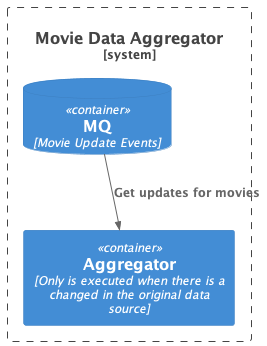 Movie Data Aggregator
[system]
«container»
MQ
[Movie Update Events]
Get updates for movies
«container»
Aggregator
[Only is executed when there is a
changed in the original data
source]